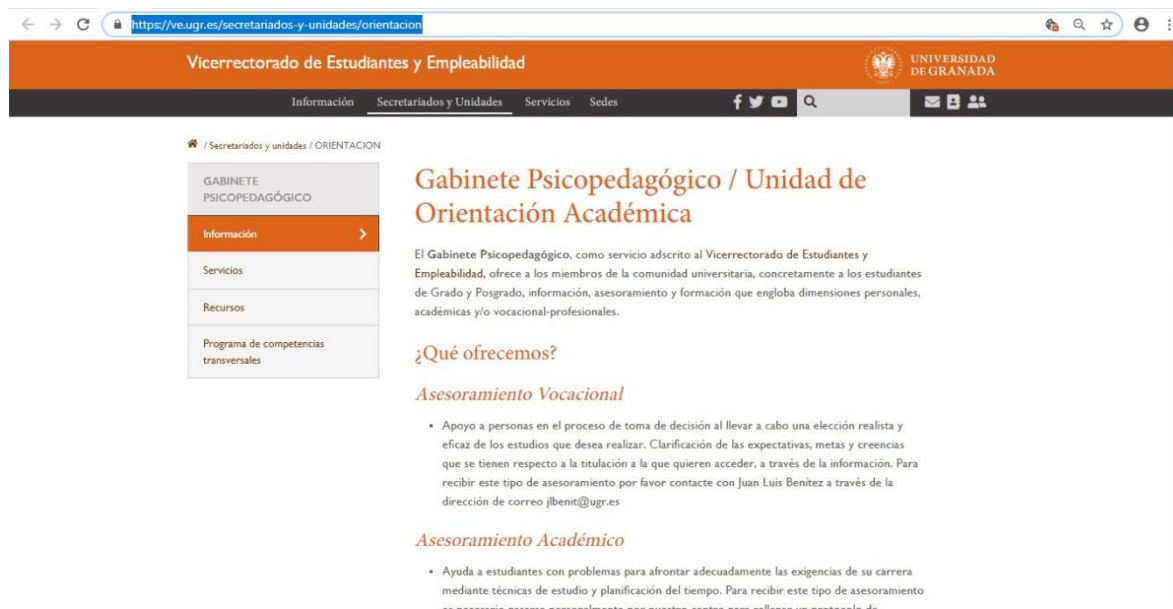 https://ve.ugr.es/secretariados-y-unidades/orientacion
Vicerrectorado de Estudiantes y Empleabilidad
UNIVERSIDAD
DE GRANADA
Información Secretariados y Unidades Servicios Sedes
/ Secretariados y unidades / ORIENTACION
GABINETE
PSICOPEDAGÓGICO
Información
Servicios
Recursos
Programa de competencias
transversales
Gabinete Psicopedagógico / Unidad de
Orientación Académica
El Gabinete Psicopedagógico, como servicio adscrito al Vicerrectorado de Estudiantes y
Empleabilidad, ofrece a los miembros de la comunidad universitaria, concretamente a los estudiantes
de Grado y Posgrado, información, asesoramiento y formación que engloba dimensiones personales,
académicas y/o vocacional-profesionales.
¿Qué ofrecemos?
Asesoramiento Vocacional
• Apoyo a personas en el proceso de toma de decisión al llevar a cabo una elección realista y
eficaz de los estudios que desea realizar. Clarificación de las expectativas, metas y creencias
que se tienen respecto a la titulación a la que quieren acceder, a través de la información. Para
recibir este tipo de asesoramiento por favor contacte con Juan Luis Benítez a través de la
dirección de correo jlbenit@ugr.es
Asesoramiento Académico
• Ayuda a estudiantes con problemas para afrontar adecuadamente las exigencias de su carrera
mediante técnicas de estudio y planificación del tiempo. Para recibir este tipo de asesoramiento